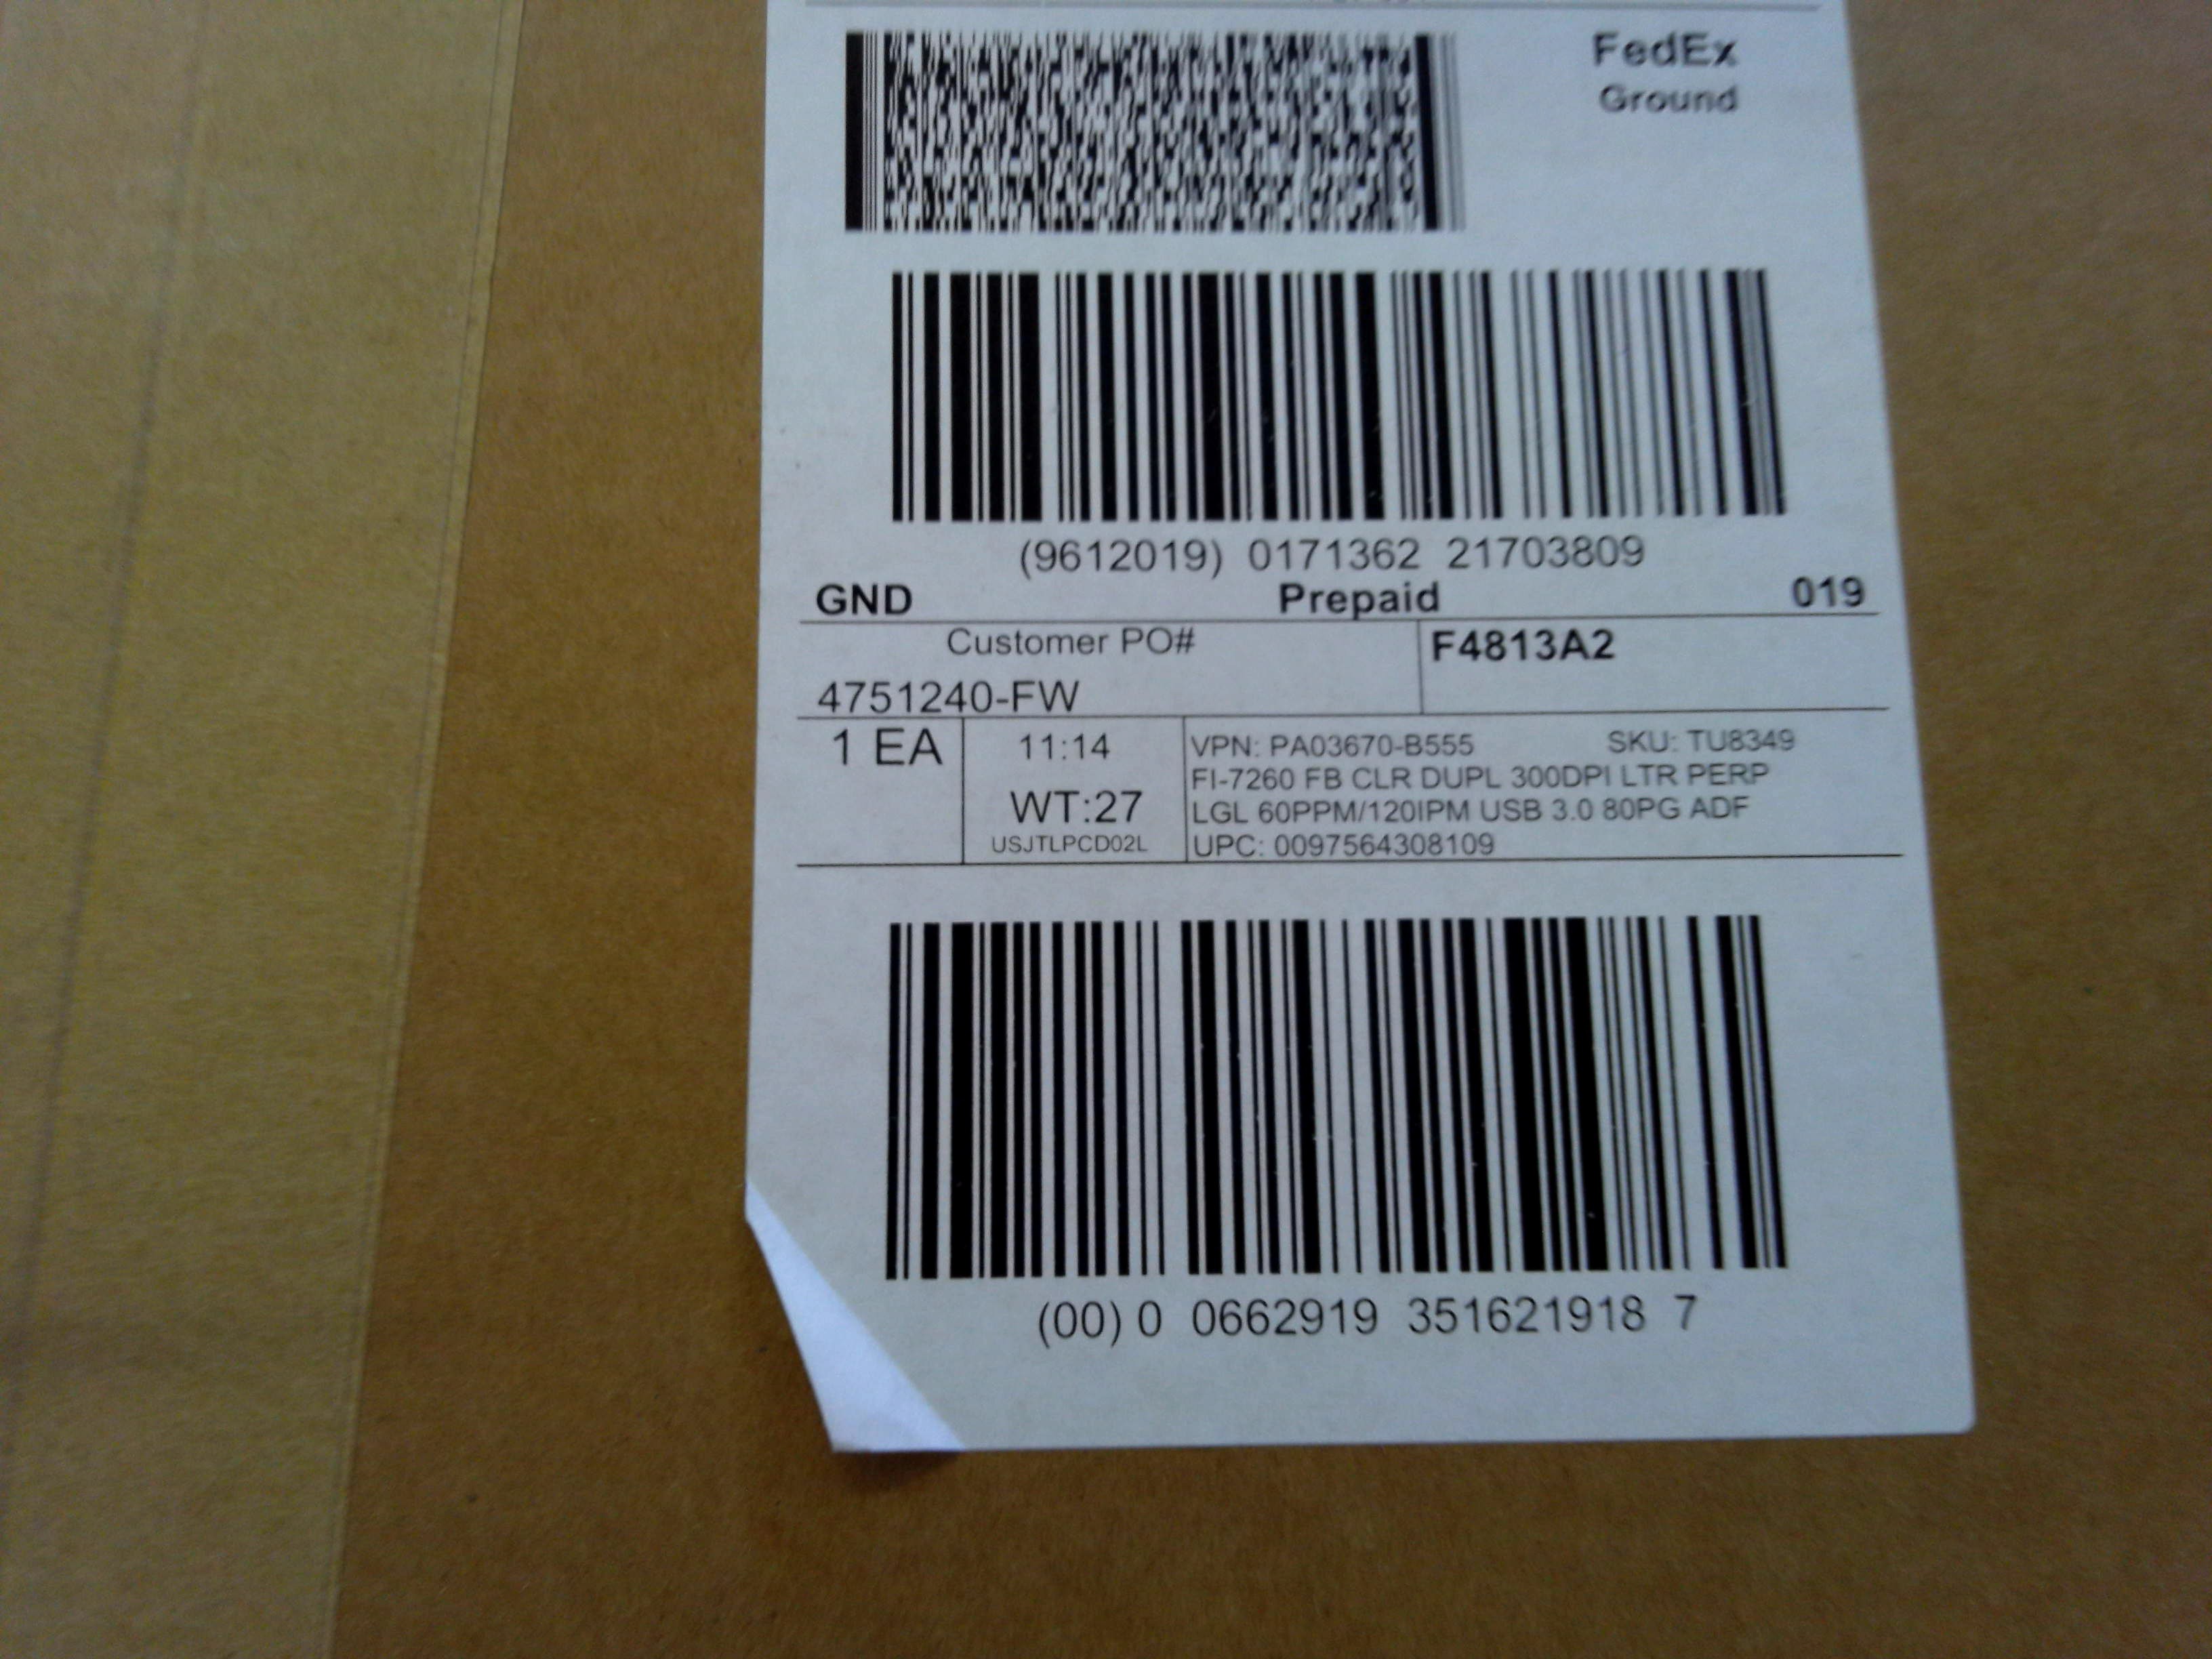 FedEx
Ground
(9612019) 0171362 21703809
GND Prepaid 019
Customer PO# F4813A2
4751240-FW
1 EA 11:14 VPN: PA03670-B555 SKU: TU8349
FI-7260 FB CLR DUPL 300DPI LTR PERP
WT:27 LGL 60PPM/120IPM USB 3.0 80PG ADF
USJTLPCD02L UPC: 0097564308109
(00) 0 0662919 351621918 7